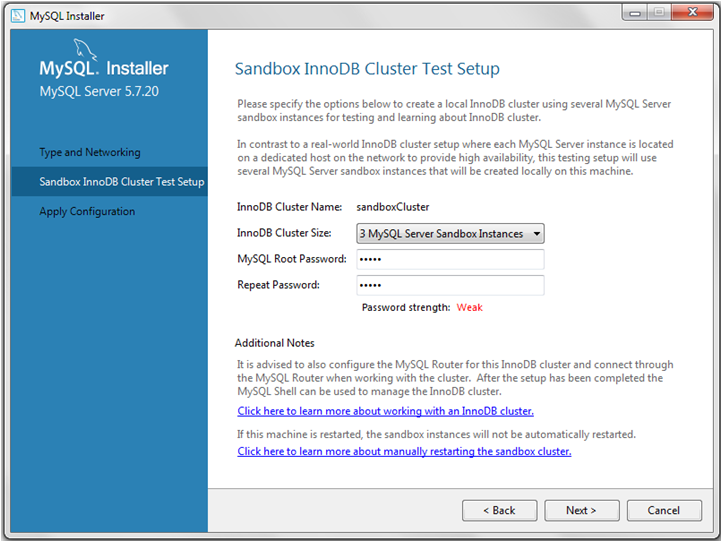 MySQL Installer
MySQL. Installer
MySQL Server 5.7.20
Type and Networking
Sandbox InnoDB Cluster Test Setup
Apply Configuration
Sandbox InnoDB Cluster Test Setup
Please specify the options below to create a local InnoDB cluster using several MySQL Server
sandbox instances for testing and learning about InnoDB cluster.
In contrast to a real-world InnoDB cluster setup where each MySQL Server instance is located
on a dedicated host on the network to provide high availability, this testing setup will use
several MySQL Server sandbox instances that will be created locally on this machine.
InnoDB Cluster Name: sandboxCluster
InnoDB Cluster Size: 3 MySQL Server Sandbox Instances
MySQL Root Password: •••••
Repeat Password: •••••
Password strength: Weak
Additional Notes
It is advised to also configure the MySQL Router for this InnoDB cluster and connect through
the MySQL Router when working with the cluster. After the setup has been completed the
MySQL Shell can be used to manage the InnoDB cluster.
Click here to learn more about working with an InnoDB cluster.
If this machine is restarted, the sandbox instances will not be automatically restarted.
Click here to learn more about manually restarting the sandbox cluster.
< Back Next > Cancel